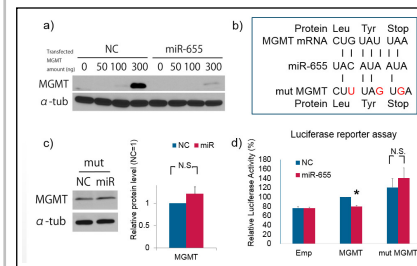 a)
NC miR-655
Transfected
MGMT
amount (ng)
0 50 100 300 0 50 100 300
MGMT
α-tub
b)
Protein Leu Tyr Stop
MGMT mRNA CUG UAU UAA
miR-655 UAC AUA AUA
mut MGMT CUU UAG UGA
Protein Leu Tyr Stop
c)
mut
NC miR
MGMT
α-tub
NC
miR
Relative protein level (NC=1)
N.S.
1
0.5
0
MGMT
d)
Luciferase reporter assay
NC
miR-655
Relative Luciferase Activity (%)
180
160
140
120
100
80
60
40
20
0
*
N.S.
Emp MGMT mut MGMT